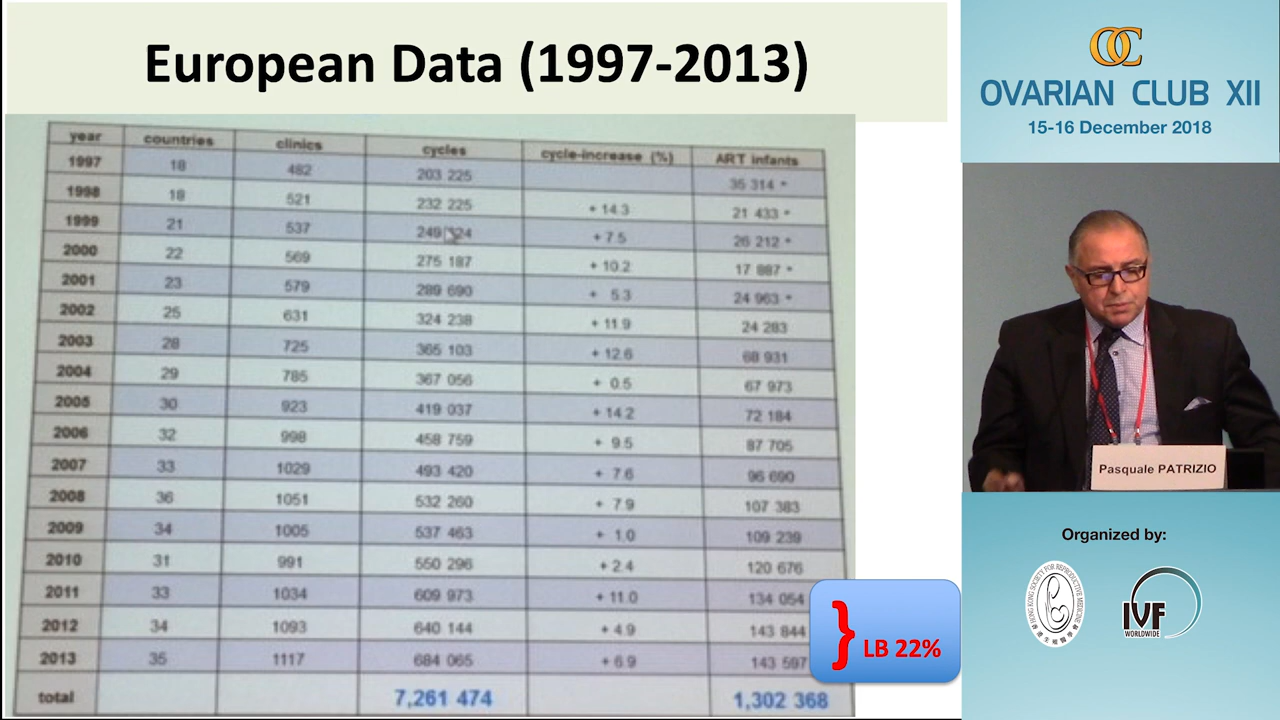 European Data (1997-2013)
year countries clinics cycles cycle-increase (%) ART infants
1997 18 482 203 225 35 314 *
1998 18 521 232 225 + 14.3 21 433 *
1999 21 537 + 7.5 26 212 *
2000 22 569 275 187 + 10.2 17 887 *
2001 23 579 289 690 + 5.3 24 963 *
2002 25 631 324 238 + 11.9 24 283
2003 28 725 365 103 + 12.6 68 931
2004 29 785 367 056 + 0.5 67 973
2005 30 923 419 037 + 14.2 72 184
2006 32 998 458 759 + 9.5 87 705
2007 33 1029 493 420 + 7.6 96 690
2008 36 1051 532 260 + 7.9 107 383
2009 34 1005 537 463 + 1.0 109 239
2010 31 991 550 296 + 2.4 120 676
2011 33 1034 609 973 + 11.0 134 054
2012 34 1093 640 144 + 4.9 143 844
2013 35 1117 684 065 + 6.9 143 597
total 7,261 474 1,302 368
} LB 22%
OC
OVARIAN CLUB XII
15-16 December 2018
Pasquale PATRIZIO
Organized by:
HONG KONG SOCIETY FOR REPRODUCTIVE MEDICINE
IVF
WORLDWIDE